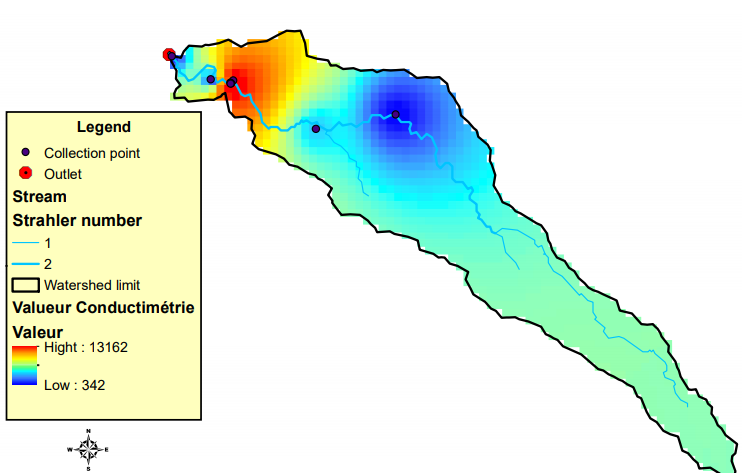 Legend
Collection point
Outlet
Stream
Strahler number
1
2
Watershed limit
Valueur Conductimétrie
Valeur
Hight : 13162
Low : 342
N
W E
S